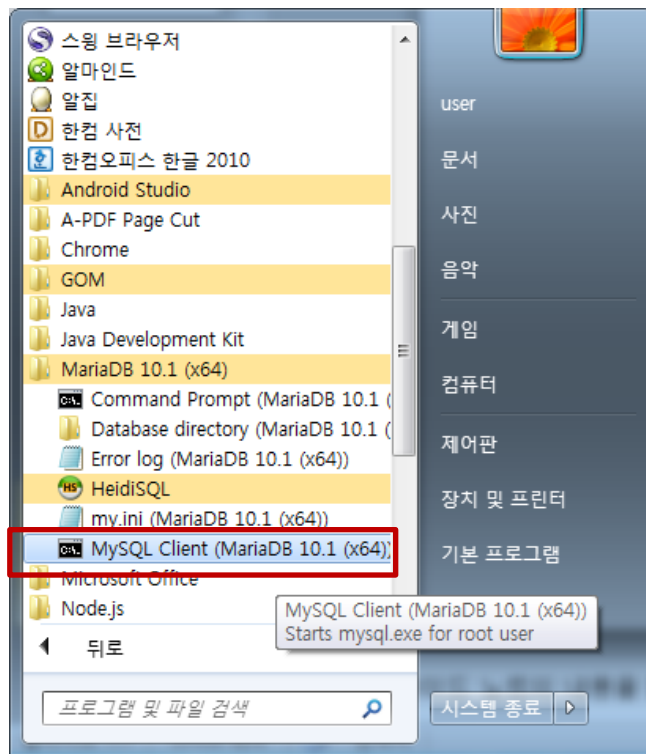 스윙 브라우저
알마인드
알집
한컴 사전
한컴오피스 한글 2010
Android Studio
A-PDF Page Cut
Chrome
GOM
Java
Java Development Kit
MariaDB 10.1 (x64)
Command Prompt (MariaDB 10.1 (
Database directory (MariaDB 10.1 (
Error log (MariaDB 10.1 (x64))
HeidiSQL
my.ini (MariaDB 10.1 (x64))
MySQL Client (MariaDB 10.1 (x64))
Microsoft Office
Node.js
MySQL Client (MariaDB 10.1 (x64))
Starts mysql.exe for root user
뒤로
프로그램 및 파일 검색
user
문서
사진
음악
게임
컴퓨터
제어판
장치 및 프린터
기본 프로그램
시스템 종료